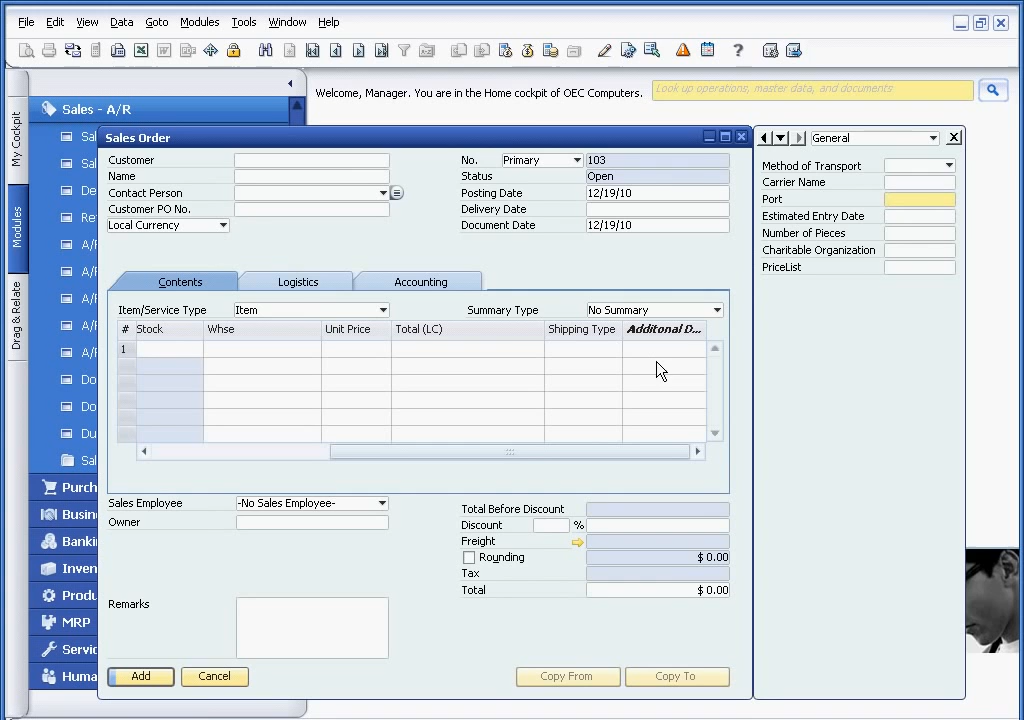 File Edit View Data Goto Modules Tools Window Help
Welcome, Manager. You are in the Home cockpit of OEC Computers.
Look up operations, master data, and documents
My Cockpit
Modules
Drag & Relate
Sales - A/R
Sal
Sal
De
Re
A/R
A/R
A/R
A/R
A/R
Do
Do
Du
Sal
Purch
Busin
Banki
Inven
Produ
MRP
Servic
Huma
Sales Order
Customer
Name
Contact Person
Customer PO No.
Local Currency
No. Primary 103
Status Open
Posting Date 12/19/10
Delivery Date
Document Date 12/19/10
Contents Logistics Accounting
Item/Service Type Item Summary Type No Summary
# Stock Whse Unit Price Total (LC) Shipping Type Additonal D...
1
Sales Employee -No Sales Employee-
Owner
Remarks
Total Before Discount
Discount %
Freight
Rounding $ 0.00
Tax
Total $ 0.00
Add Cancel Copy From Copy To
General
Method of Transport
Carrier Name
Port
Estimated Entry Date
Number of Pieces
Charitable Organization
PriceList